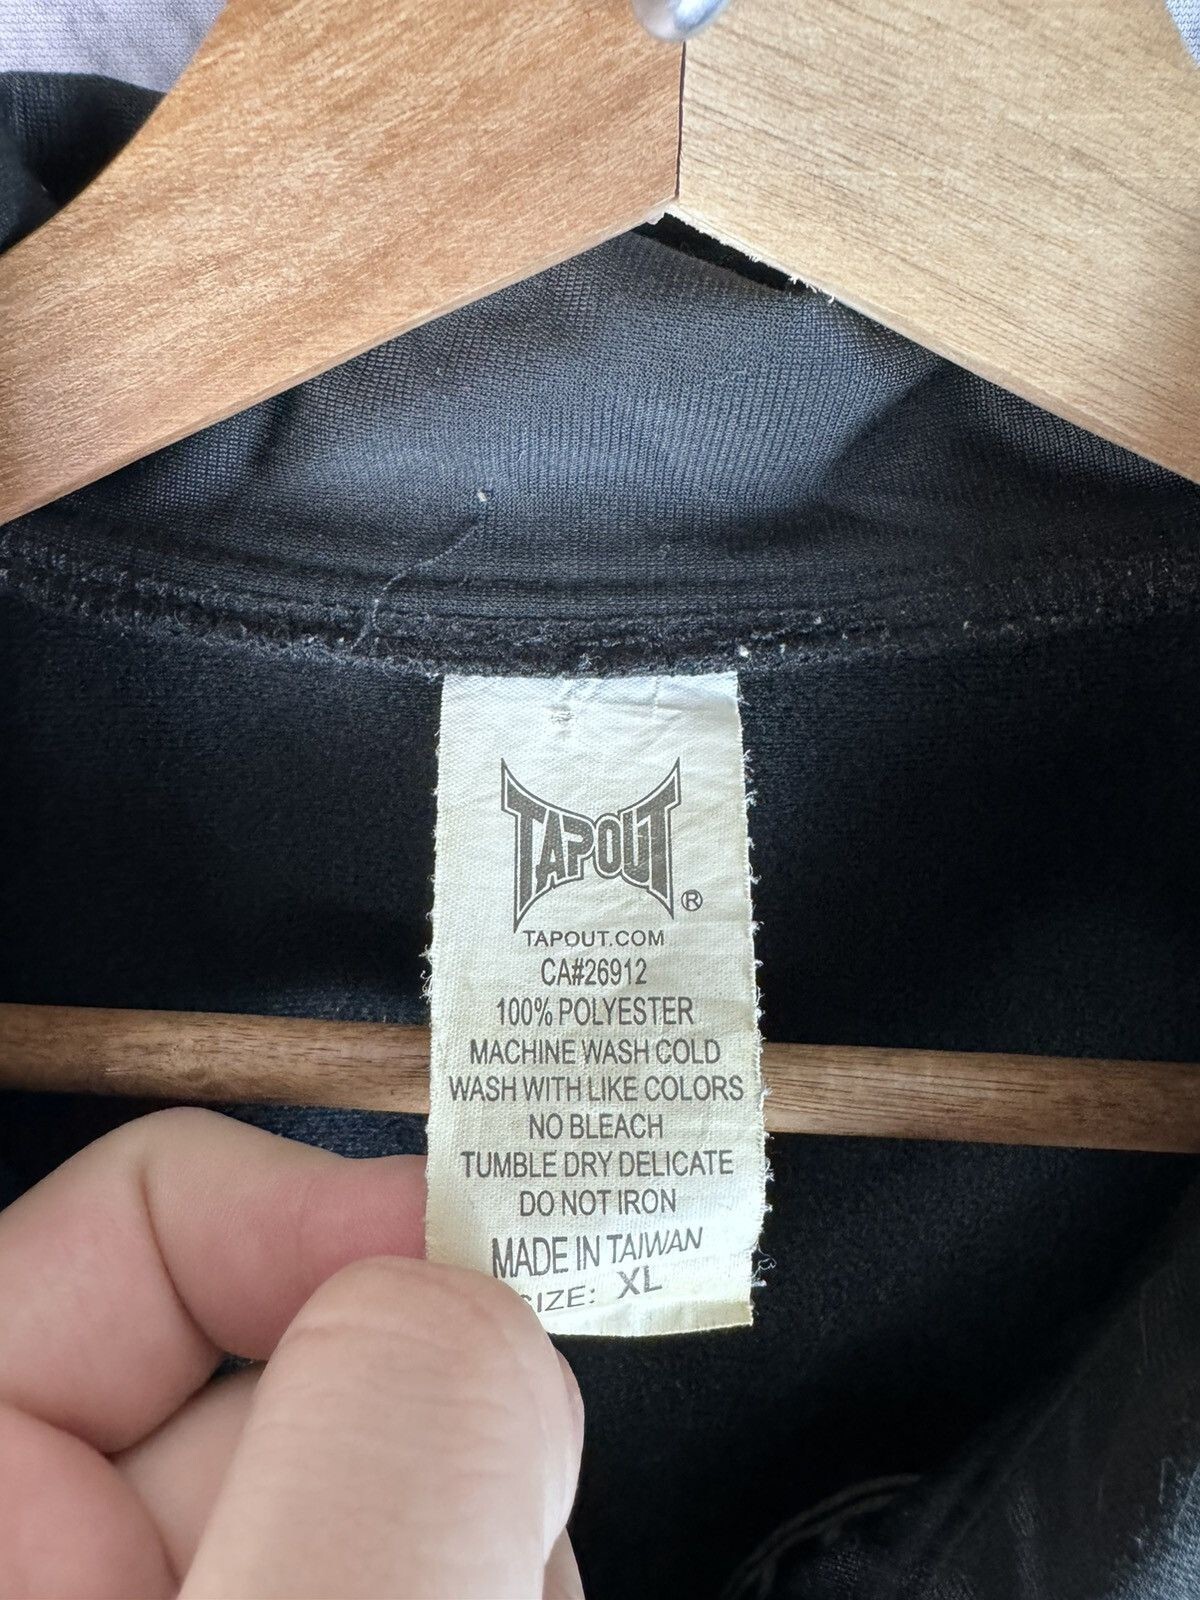 TAPOUT®
TAPOUT.COM
CA#26912
100% POLYESTER
MACHINE WASH COLD
WASH WITH LIKE COLORS
NO BLEACH
TUMBLE DRY DELICATE
DO NOT IRON
MADE IN TAIWAN
SIZE: XL